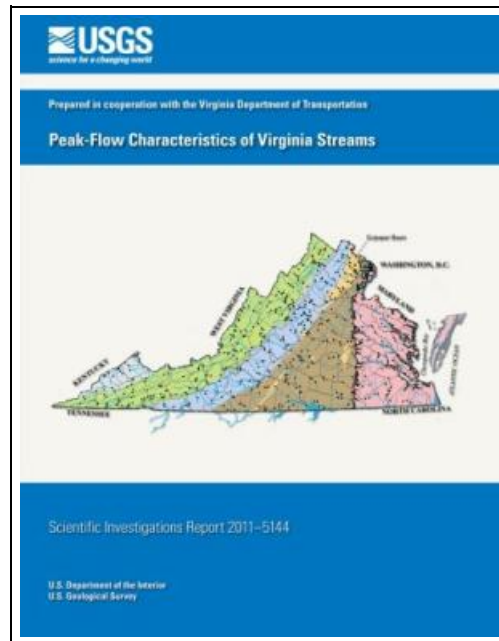 USGS
science for a changing world
Prepared in cooperation with the Virginia Department of Transportation
Peak-Flow Characteristics of Virginia Streams
WASHINGTON, D.C.
WEST VIRGINIA
MARYLAND
KENTUCKY
ATLANTIC OCEAN
TENNESSEE
NORTH CAROLINA
Scientific Investigations Report 2011–5144
U.S. Department of the Interior
U.S. Geological Survey